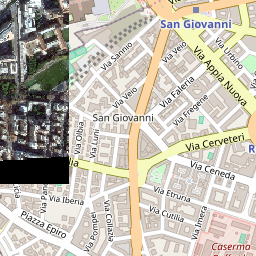 San Giovanni
Via Sannio
Via Veio
Via Urbino
Via Appia Nuova
Via Faleria
Via Veio
Via Fregene
San Giovanni
Via Olbia
Via Luni
Via Cerveteri
Via Ceneda
Via Etruria
Via Iberia
Via Pompei
Via Collazia
Via Cutilia
Via Imera
Piazza Epiro
Caserma